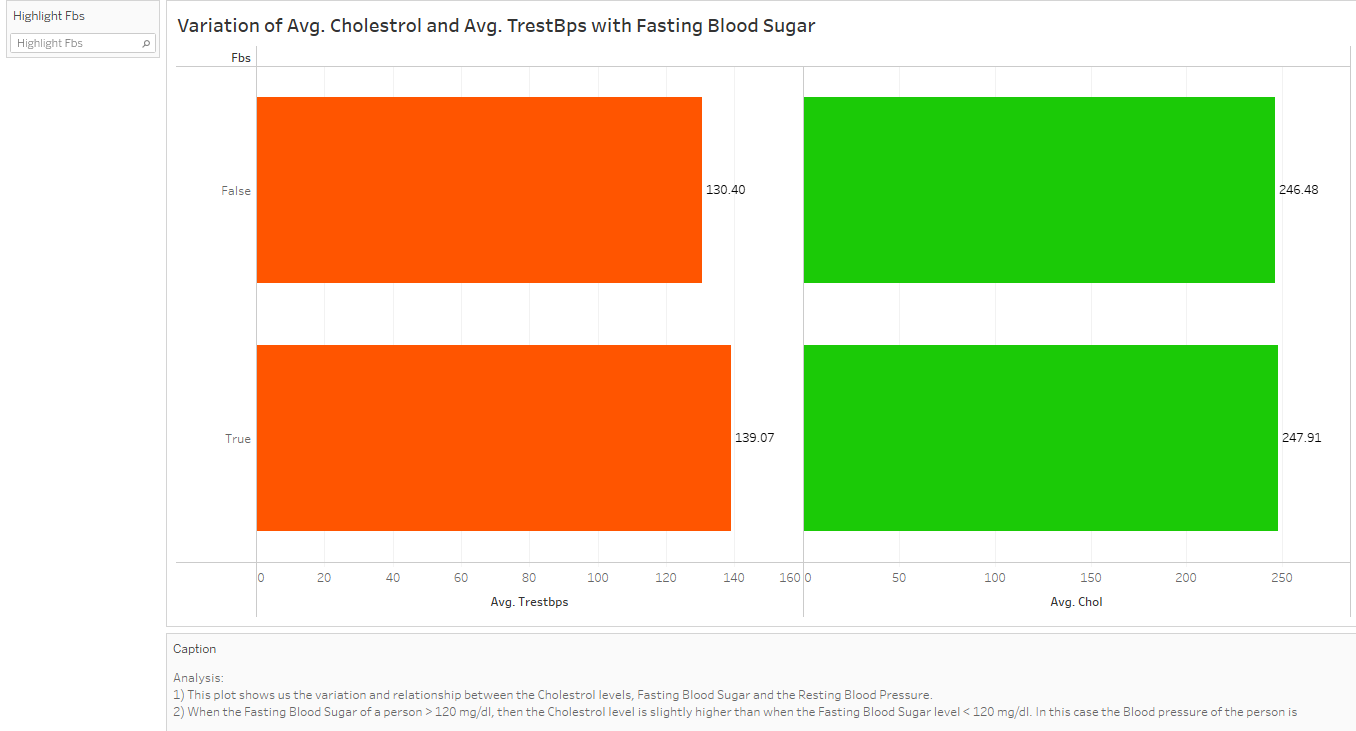 Highlight Fbs
Highlight Fbs
Variation of Avg. Cholestrol and Avg. TrestBps with Fasting Blood Sugar
Fbs
False
130.40
246.48
True
139.07
247.91
0 20 40 60 80 100 120 140 160 0 50 100 150 200 250
Avg. Trestbps
Avg. Chol
Caption
Analysis:
1) This plot shows us the variation and relationship between the Cholestrol levels, Fasting Blood Sugar and the Resting Blood Pressure.
2) When the Fasting Blood Sugar of a person > 120 mg/dl, then the Cholestrol level is slightly higher than when the Fasting Blood Sugar level < 120 mg/dl. In this case the Blood pressure of the person is